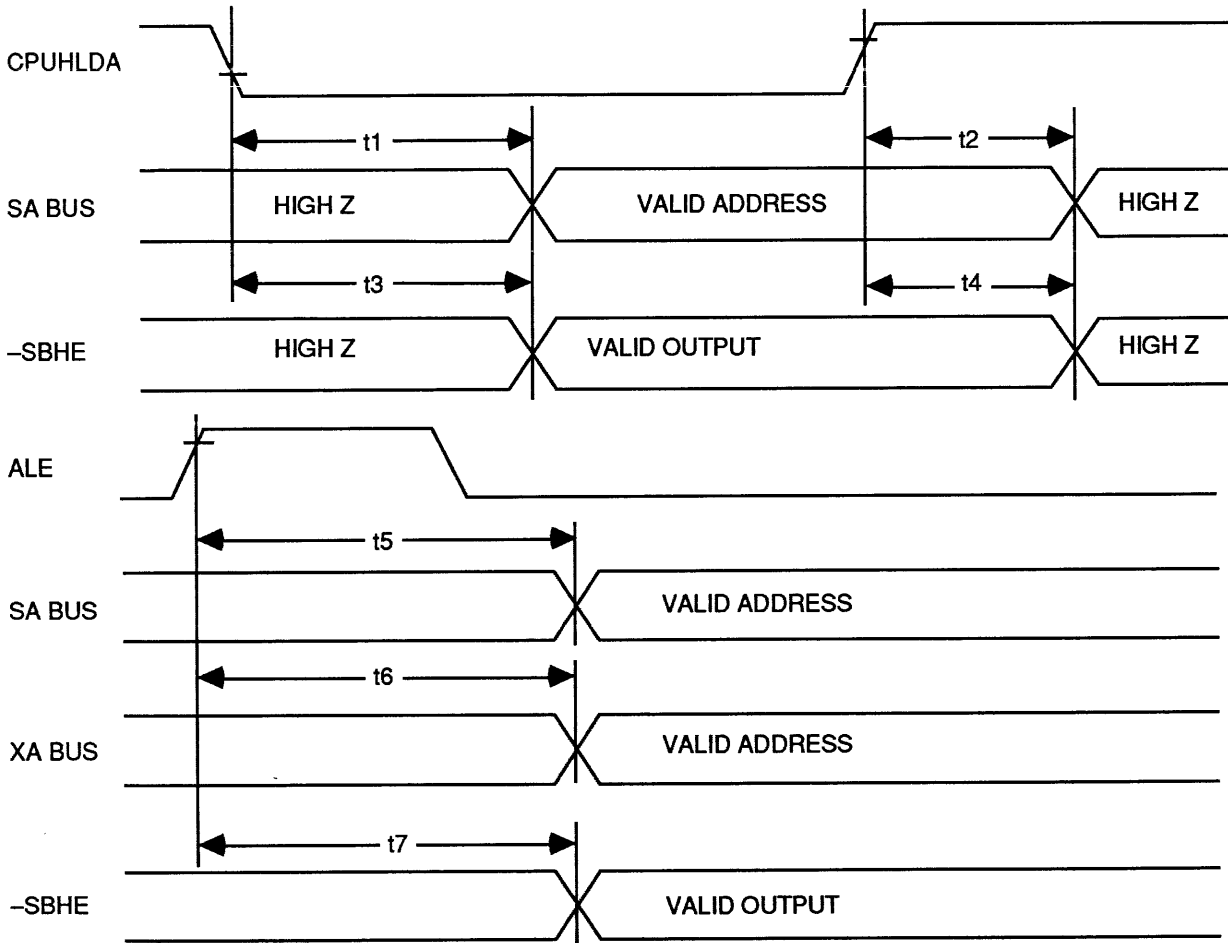 CPUHLDA
t1
t2
SA BUS
HIGH Z
VALID ADDRESS
HIGH Z
t3
t4
–SBHE
HIGH Z
VALID OUTPUT
HIGH Z
ALE
t5
SA BUS
VALID ADDRESS
t6
XA BUS
VALID ADDRESS
t7
–SBHE
VALID OUTPUT